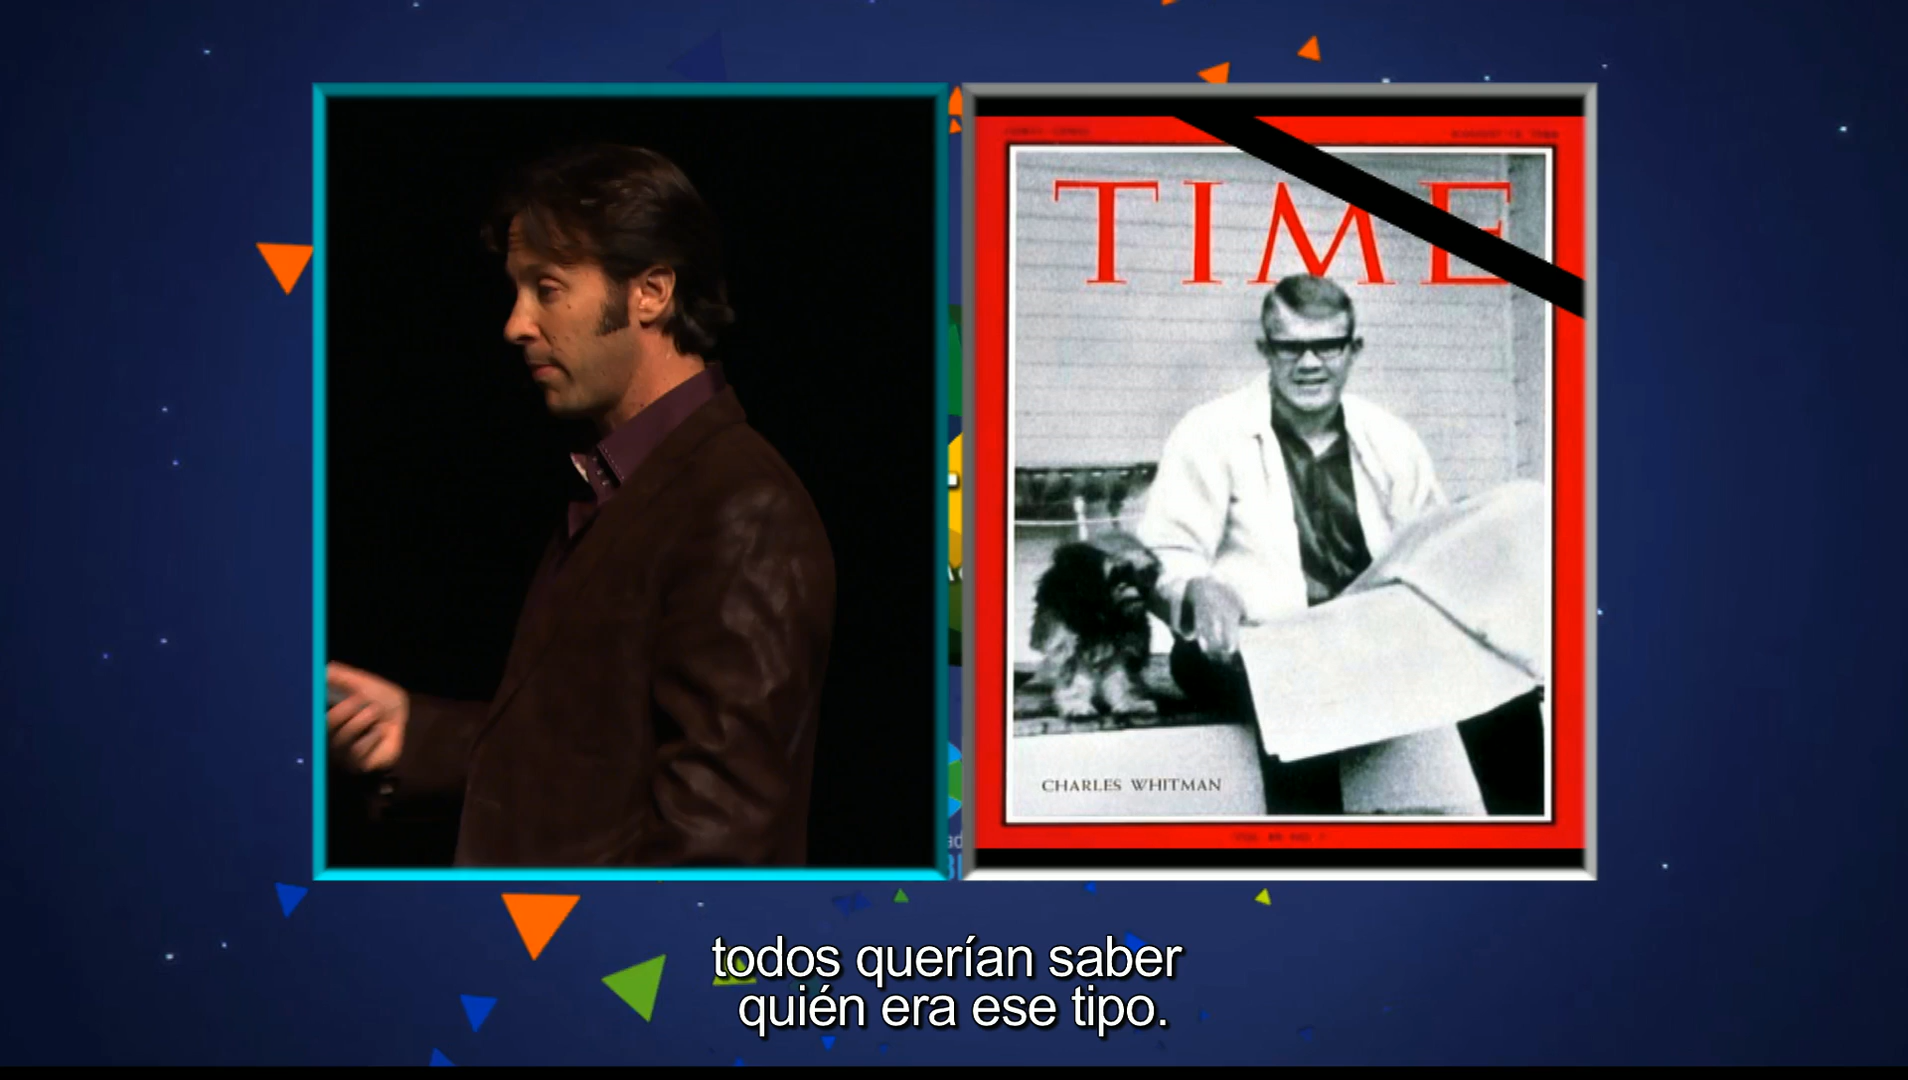 TIME
CHARLES WHITMAN
todos querían saber
quién era ese tipo.